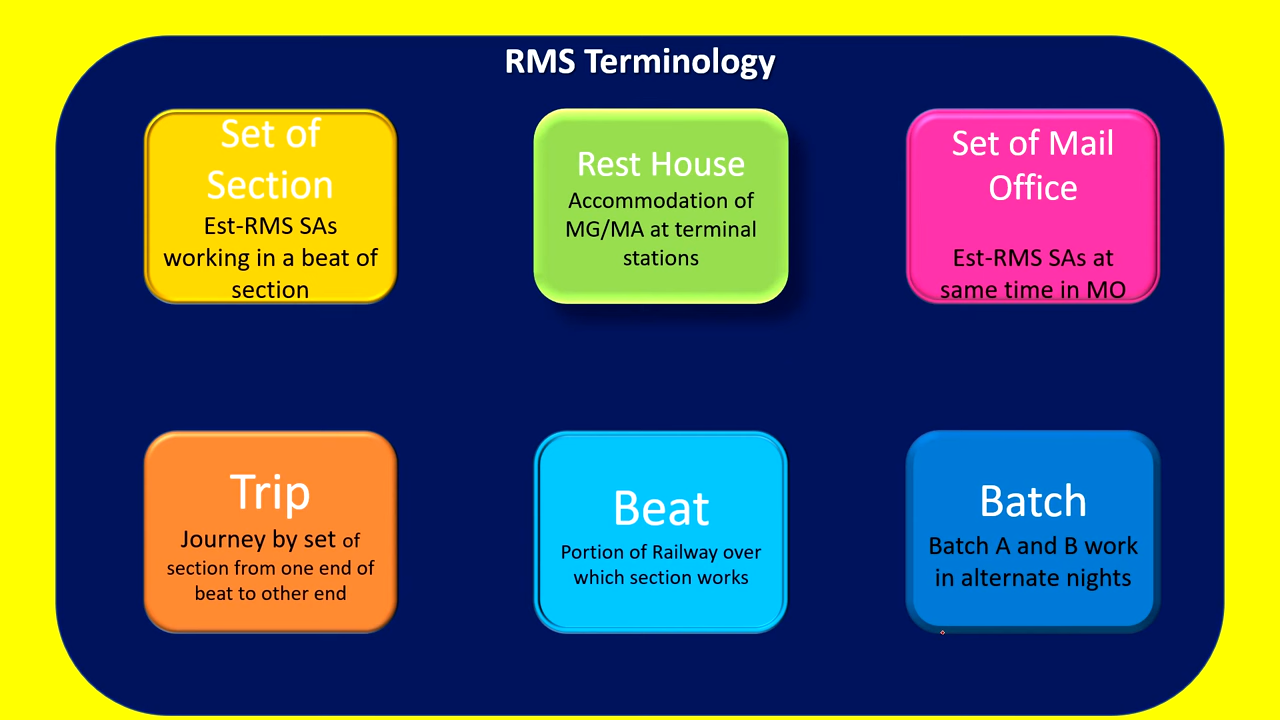 RMS Terminology
Set of
Section
Est-RMS SAs
working in a beat of
section
Rest House
Accommodation of
MG/MA at terminal
stations
Set of Mail
Office
Est-RMS SAs at
same time in MO
Trip
Journey by set of
section from one end of
beat to other end
Beat
Portion of Railway over
which section works
Batch
Batch A and B work
in alternate nights